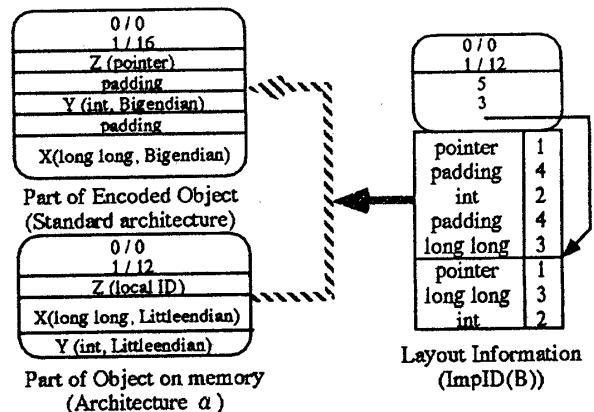 0 / 0
1 / 16
Z (pointer)
padding
Y (int, Bigendian)
padding
X(long long, Bigendian)
Part of Encoded Object
(Standard architecture)
0 / 0
1 / 12
Z (local ID)
X(long long, Littleendian)
Y (int, Littleendian)
Part of Object on memory
(Architecture α)
0 / 0
1 / 12
5
3
pointer 1
padding 4
int 2
padding 4
long long 3
pointer 1
long long 3
int 2
Layout Information
(ImpID(B))